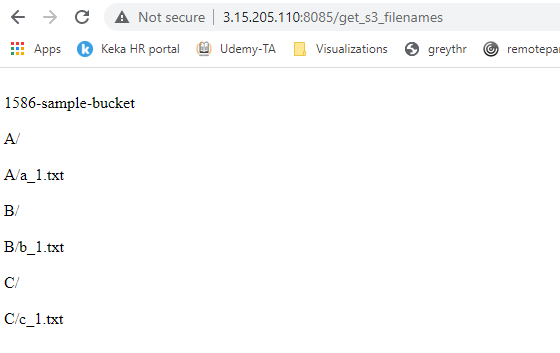 Not secure | 3.15.205.110:8085/get_s3_filenames
Apps Keka HR portal Udemy-TA Visualizations greythr remotepa
1586-sample-bucket
A/
A/a_1.txt
B/
B/b_1.txt
C/
C/c_1.txt